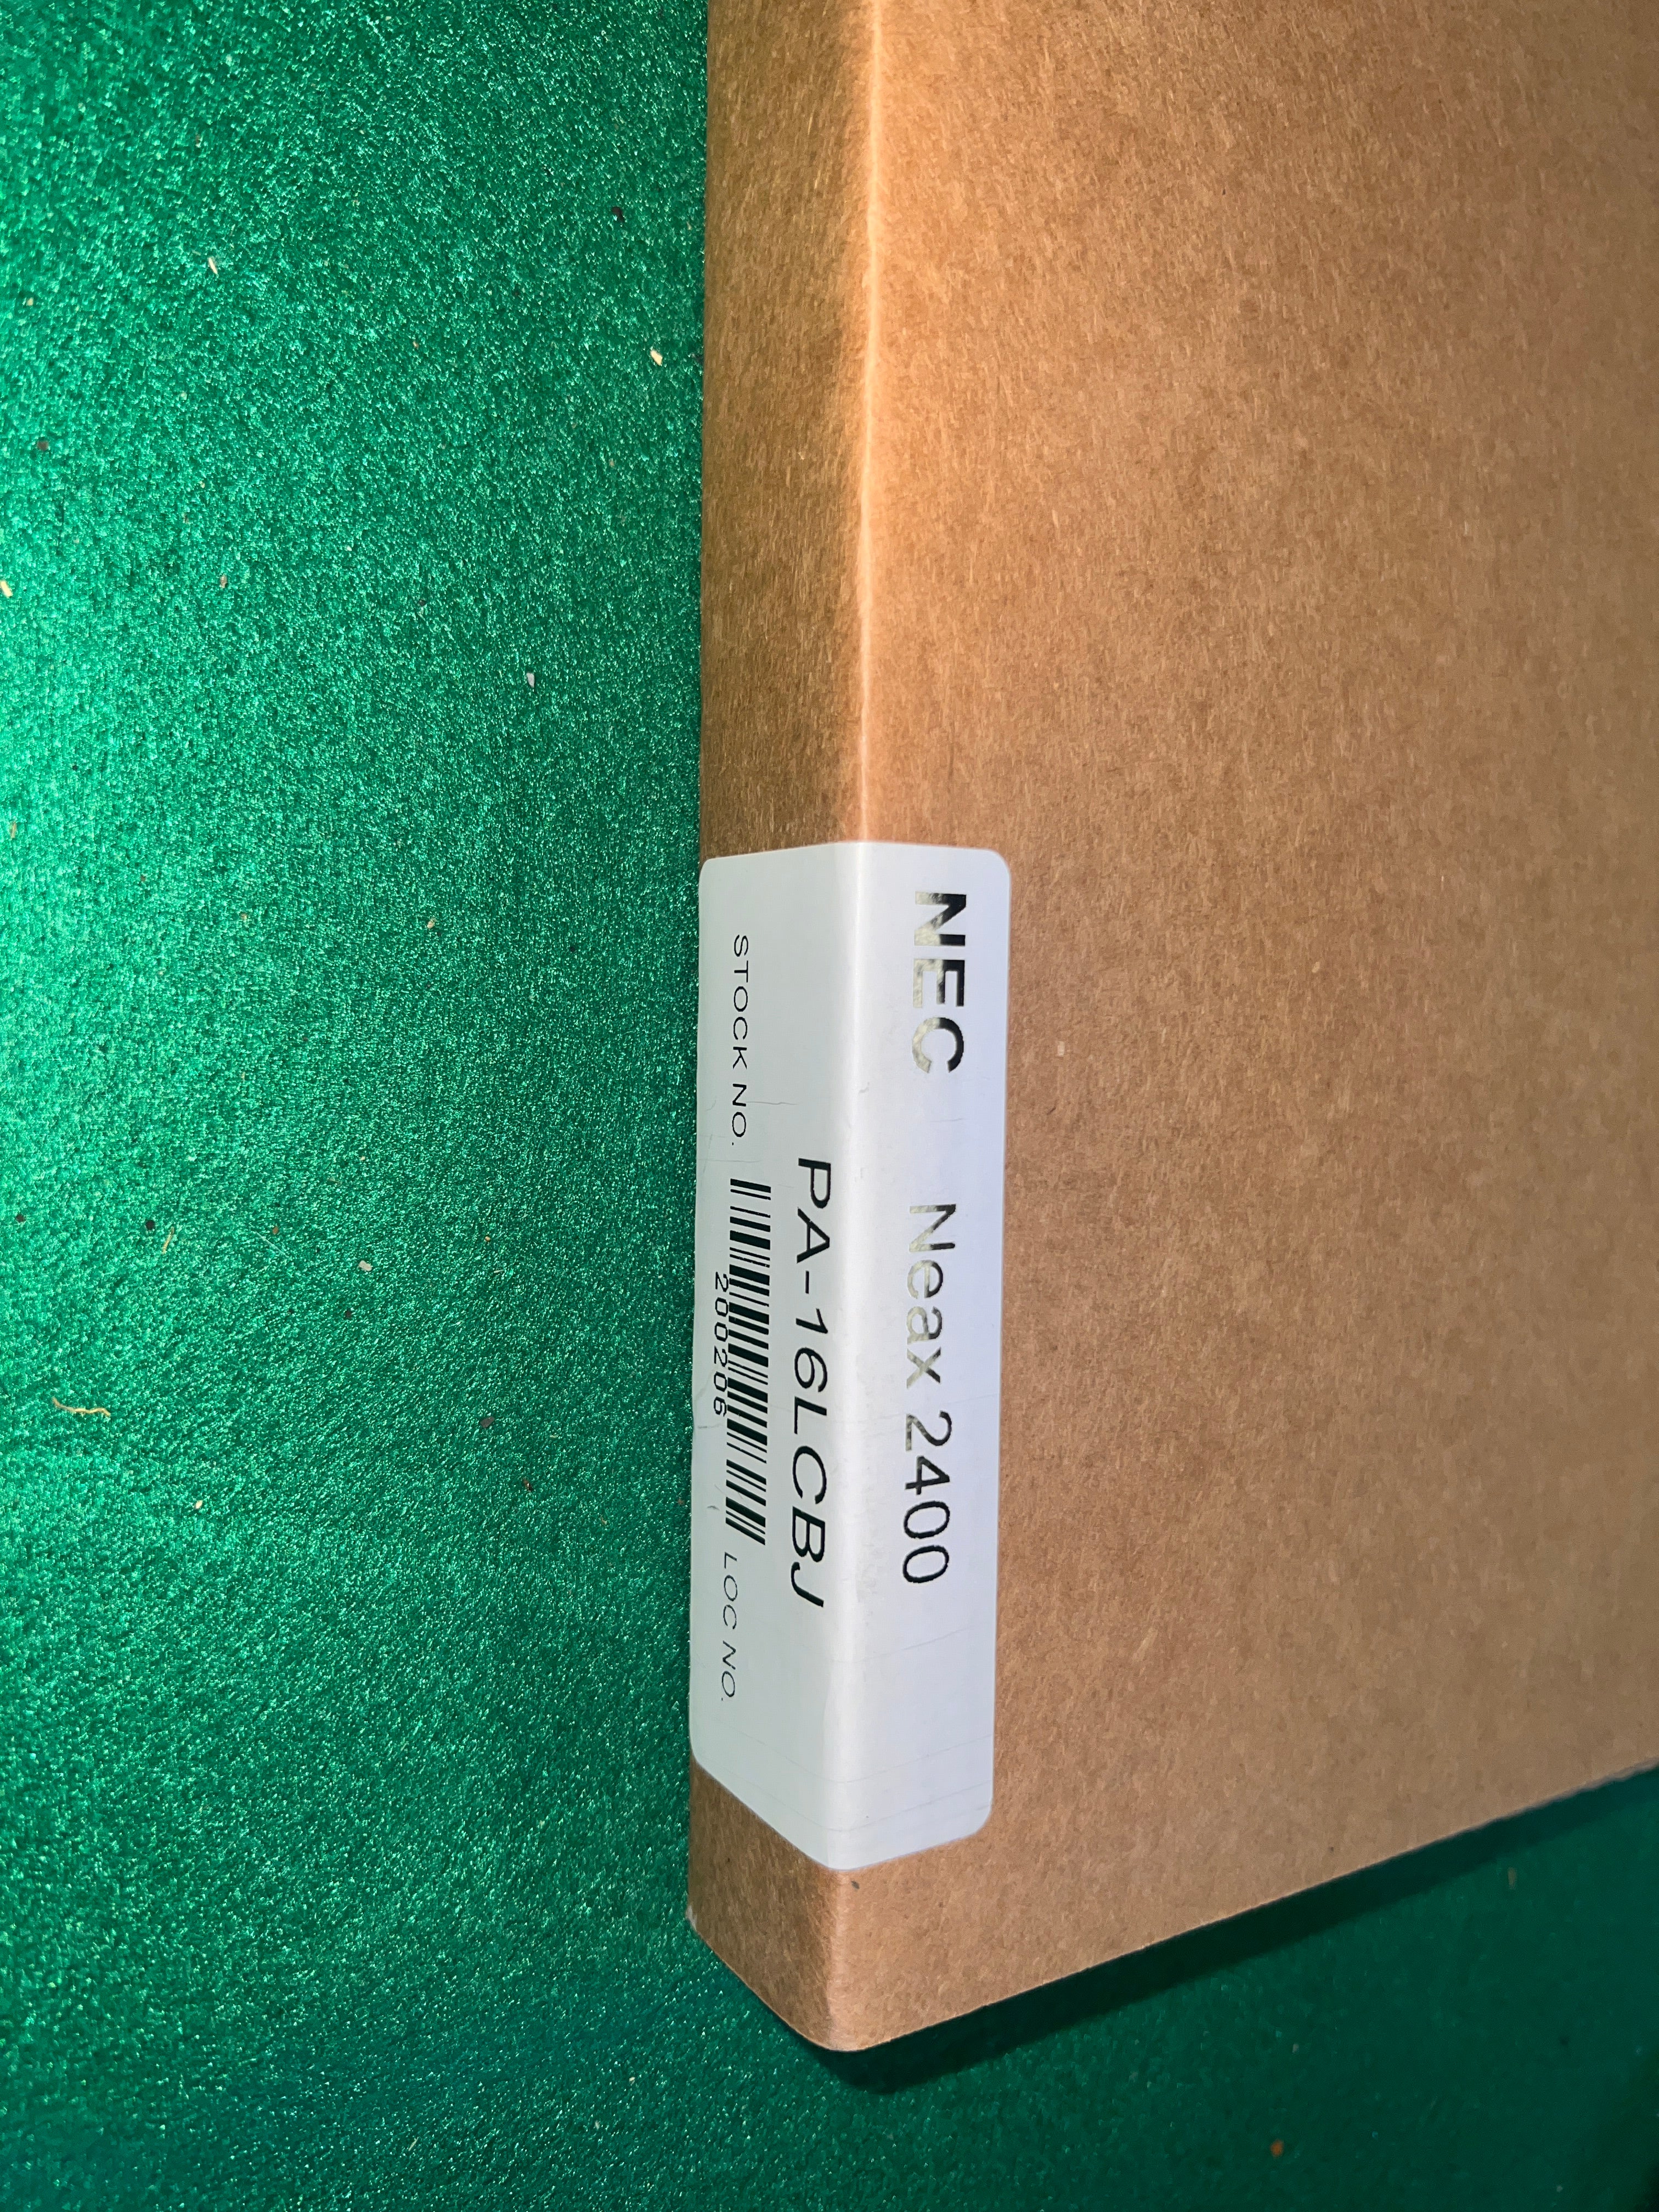 NEC Neax 2400
PA-16LCBJ
STOCK NO. LOC NO.
200206